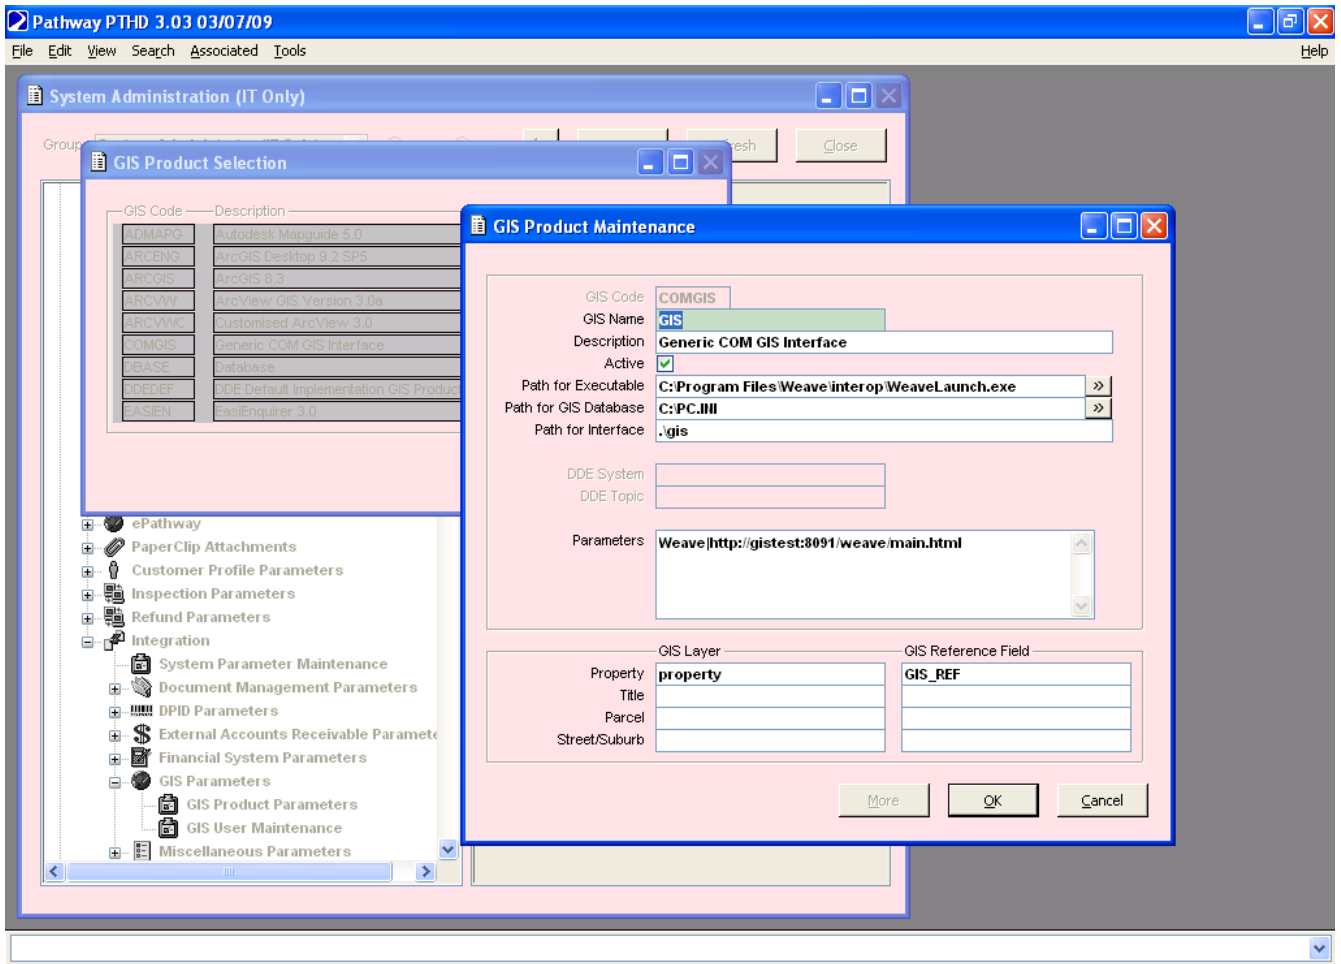 Pathway PTHD 3.03 03/07/09
File Edit View Search Associated Tools Help
System Administration (IT Only)
Group
esh Close
GIS Product Selection
GIS Code Description
ADMAPG Autodesk Mapguide 5.0
ARCENG ArcGIS Desktop 9.2 SP5
ARCGIS ArcGIS 8.3
ARCVW ArcView GIS Version 3.0a
ARCVWC Customised ArcView 3.0
COMGIS Generic COM GIS Interface
DBASE Database
DDEDEF DDE Default Implementation GIS Product
EASIEN EasiEnquirer 3.0
ePathway
PaperClip Attachments
Customer Profile Parameters
Inspection Parameters
Refund Parameters
Integration
System Parameter Maintenance
Document Management Parameters
DPID Parameters
External Accounts Receivable Paramete
Financial System Parameters
GIS Parameters
GIS Product Parameters
GIS User Maintenance
Miscellaneous Parameters
GIS Product Maintenance
GIS Code COMGIS
GIS Name GIS
Description Generic COM GIS Interface
Active
Path for Executable C:\Program Files\Weave\interop\WeaveLaunch.exe »
Path for GIS Database C:\PC.INI »
Path for Interface .\gis
DDE System
DDE Topic
Parameters Weave|http://gistest:8091/weave/main.html
GIS Layer GIS Reference Field
Property property GIS_REF
Title
Parcel
Street/Suburb
More OK Cancel